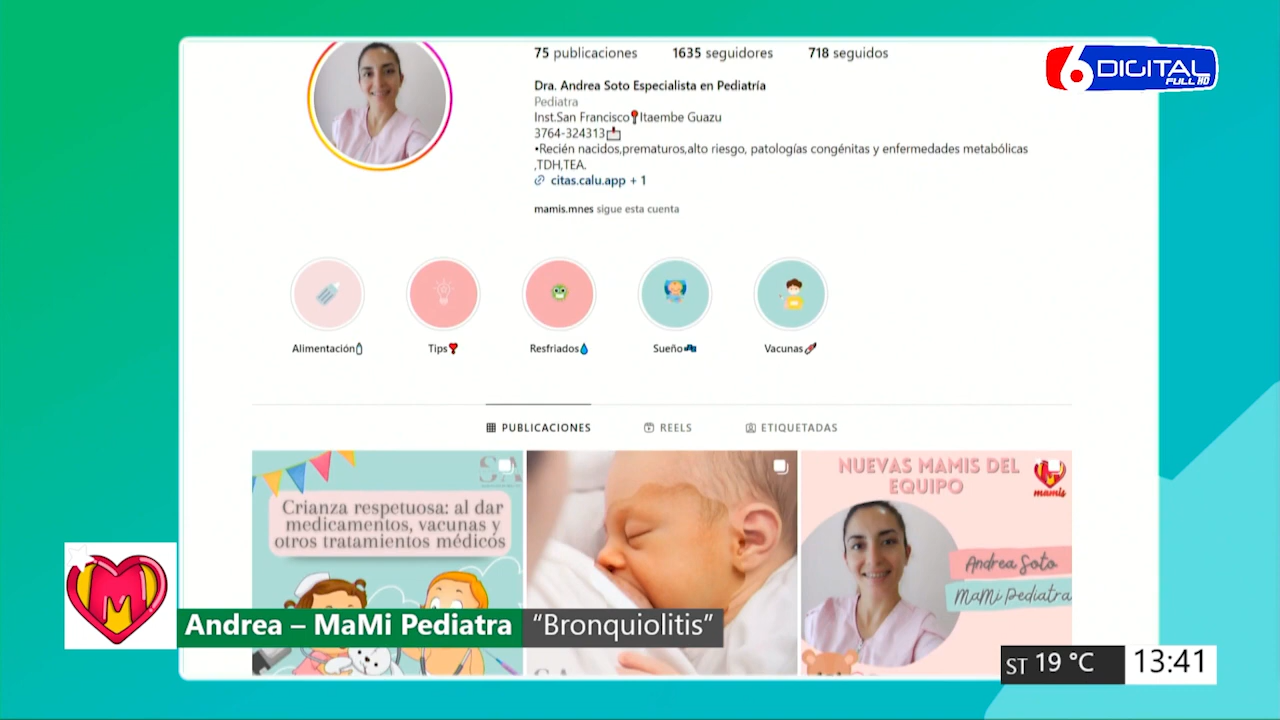 75 publicaciones 1635 seguidores 718 seguidos
6 DIGITAL
FULL HD
Dra. Andrea Soto Especialista en Pediatría
Pediatra
Inst.San Francisco📍Itaembe Guazu
3764-324313📩
•Recién nacidos,prematuros,alto riesgo, patologías congénitas y enfermedades metabólicas
,TDH,TEA.
citas.calu.app + 1
mamis.mnes sigue esta cuenta
Alimentación🍼 Tips❣️ Resfriados💧 Sueño💤 Vacunas💉
PUBLICACIONES REELS ETIQUETADAS
Crianza respetuosa: al dar
medicamentos, vacunas y
otros tratamientos médicos
NUEVAS MAMIS DEL
EQUIPO
mamis
Andrea Soto
MaMi Pediatra
M
Andrea – MaMi Pediatra “Bronquiolitis”
ST 19 °C 13:41